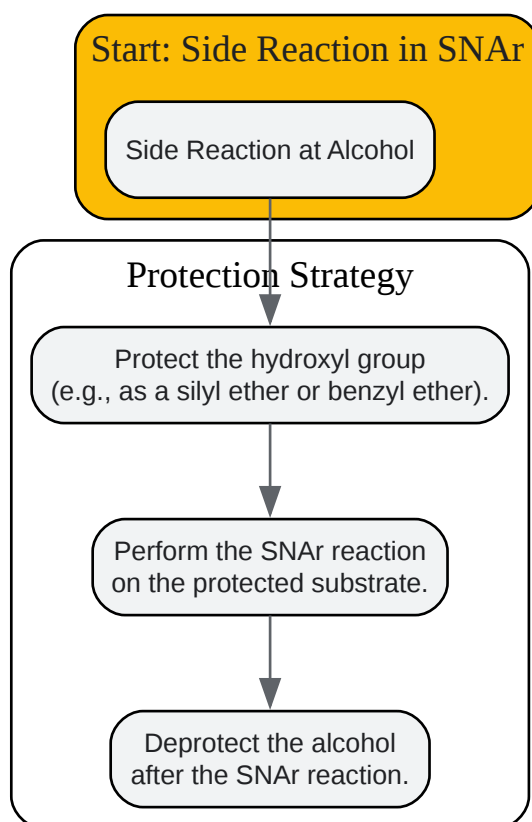 Start: Side Reaction in SNAr
Side Reaction at Alcohol
Protection Strategy
Protect the hydroxyl group
(e.g., as a silyl ether or benzyl ether).
Perform the SNAr reaction
on the protected substrate.
Deprotect the alcohol
after the SNAr reaction.